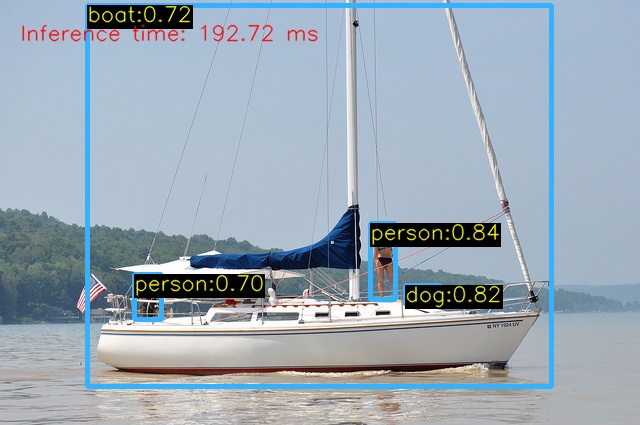 boat:0.72
Inference time: 192.72 ms
person:0.84
person:0.70
dog:0.82
NY 1924 UV